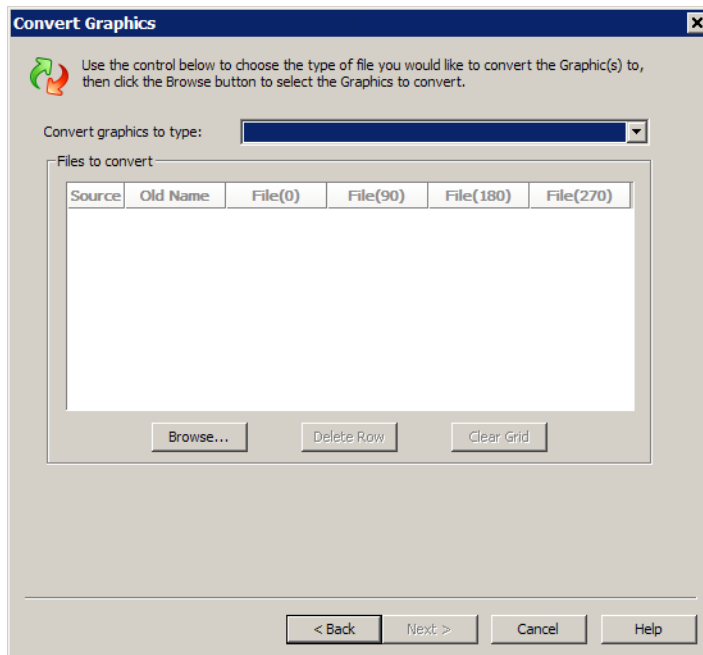 Convert Graphics
Use the control below to choose the type of file you would like to convert the Graphic(s) to,
then click the Browse button to select the Graphics to convert.
Convert graphics to type:
Files to convert
Source Old Name File(0) File(90) File(180) File(270)
Browse... Delete Row Clear Grid
< Back Next > Cancel Help